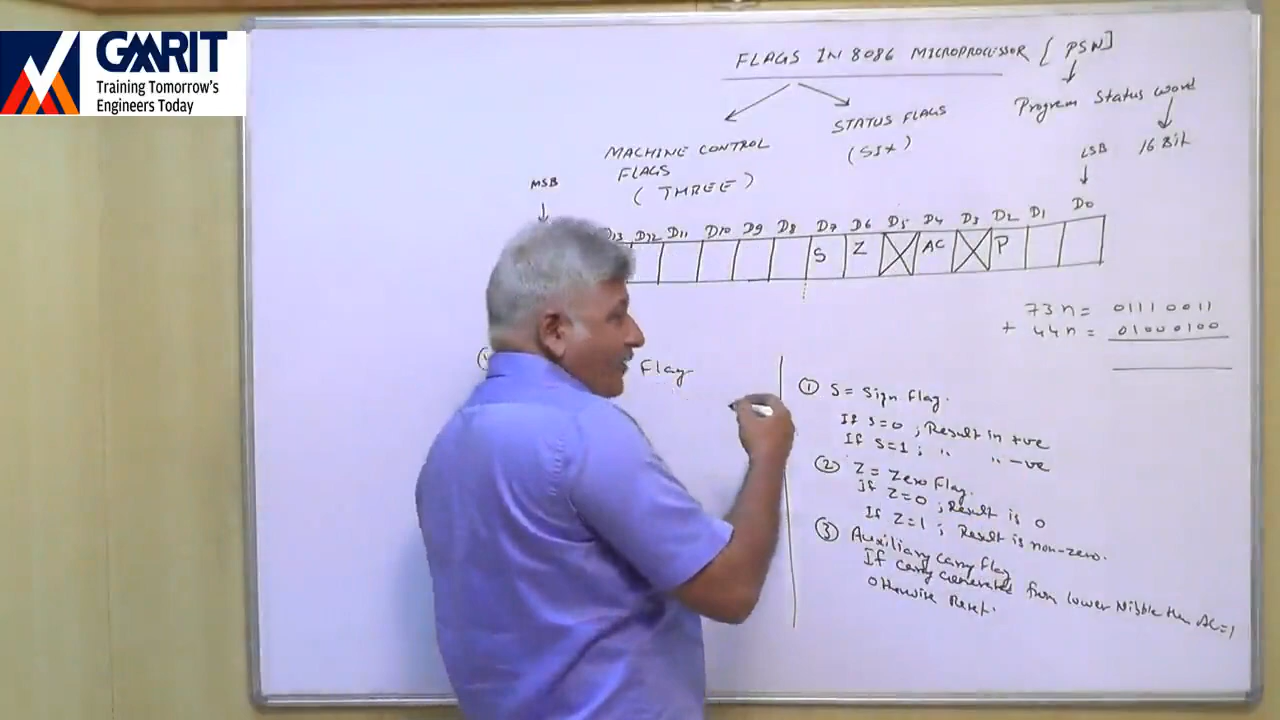 GMRIT
Training Tomorrow's
Engineers Today
FLAGS IN 8086 MICROPROCESSOR [PSW]
Program Status Word
16 Bit
MACHINE CONTROL
FLAGS
(THREE)
STATUS FLAGS
(SIX)
MSB
LSB
D13 D12 D11 D10 D9 D8 D7 D6 D5 D4 D3 D2 D1 D0
S Z AC P
73H = 01110011
+ 44H = 01000100
Flag
① S = Sign Flag.
If S=0 ; Result in +ve
If S=1 ; " " -ve
② Z = Zero Flag.
If Z=0 ; Result is 0
If Z=1 ; Result is non-zero.
③ Auxiliary carry flag
If carry generated from lower Nibble then AC=1
Otherwise Reset.